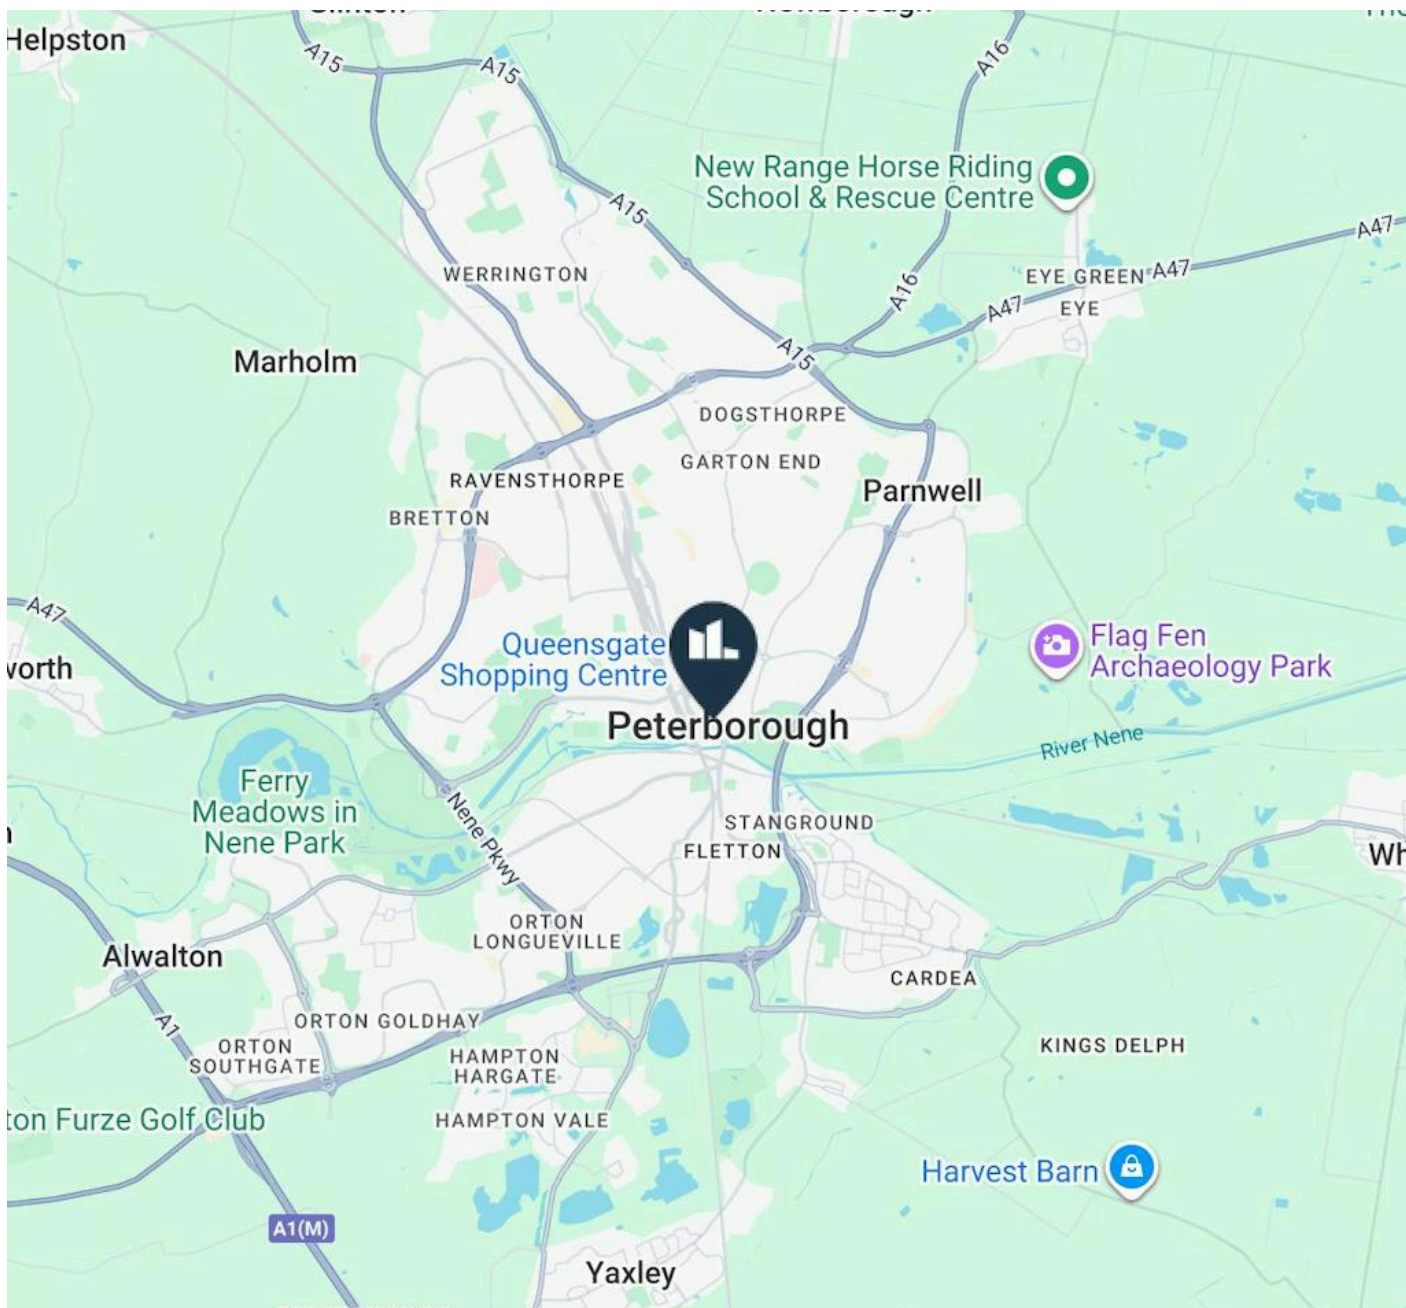 Helpston
A15
A15
A16
New Range Horse Riding
School & Rescue Centre
A15
A47
WERRINGTON
EYE GREEN
A47
A16
A47
EYE
Marholm
A15
DOGSTHORPE
GARTON END
RAVENSTHORPE
Parnwell
BRETTON
A47
Queensgate
Shopping Centre
Flag Fen
Archaeology Park
worth
Peterborough
River Nene
Ferry
Meadows in
Nene Park
Nene Pkwy
STANGROUND
FLETTON
Wh
ORTON
LONGUEVILLE
Alwalton
CARDEA
A1
ORTON GOLDHAY
ORTON
SOUTHGATE
HAMPTON
HARGATE
KINGS DELPH
ton Furze Golf Club
HAMPTON VALE
Harvest Barn
A1(M)
Yaxley